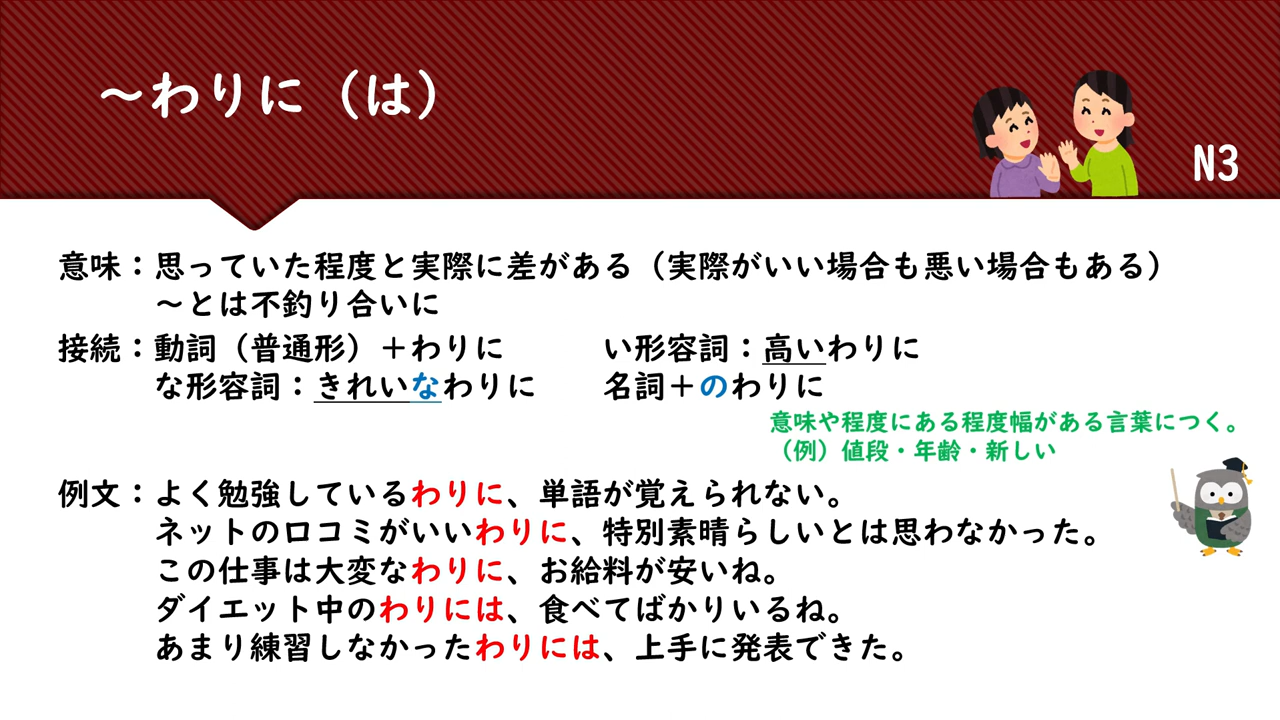 ～わりに（は）
N3
意味：思っていた程度と実際に差がある（実際がいい場合も悪い場合もある）
～とは不釣り合いに
接続：動詞（普通形）＋わりに　　　い形容詞：高いわりに
な形容詞：きれいなわりに　　名詞＋のわりに
意味や程度にある程度幅がある言葉につく。
（例）値段・年齢・新しい
例文：よく勉強しているわりに、単語が覚えられない。
ネットの口コミがいいわりに、特別素晴らしいとは思わなかった。
この仕事は大変なわりに、お給料が安いね。
ダイエット中のわりには、食べてばかりいるね。
あまり練習しなかったわりには、上手に発表できた。